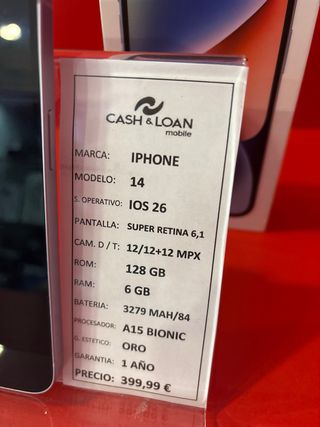 CASH & LOAN
mobile
MARCA: IPHONE
MODELO: 14
S. OPERATIVO: IOS 26
PANTALLA: SUPER RETINA 6,1
CAM. D / T: 12/12+12 MPX
ROM: 128 GB
RAM: 6 GB
BATERIA: 3279 MAH/84
PROCESADOR: A15 BIONIC
G. ESTÉTICO: ORO
GARANTIA: 1 AÑO
PRECIO: 399,99 €